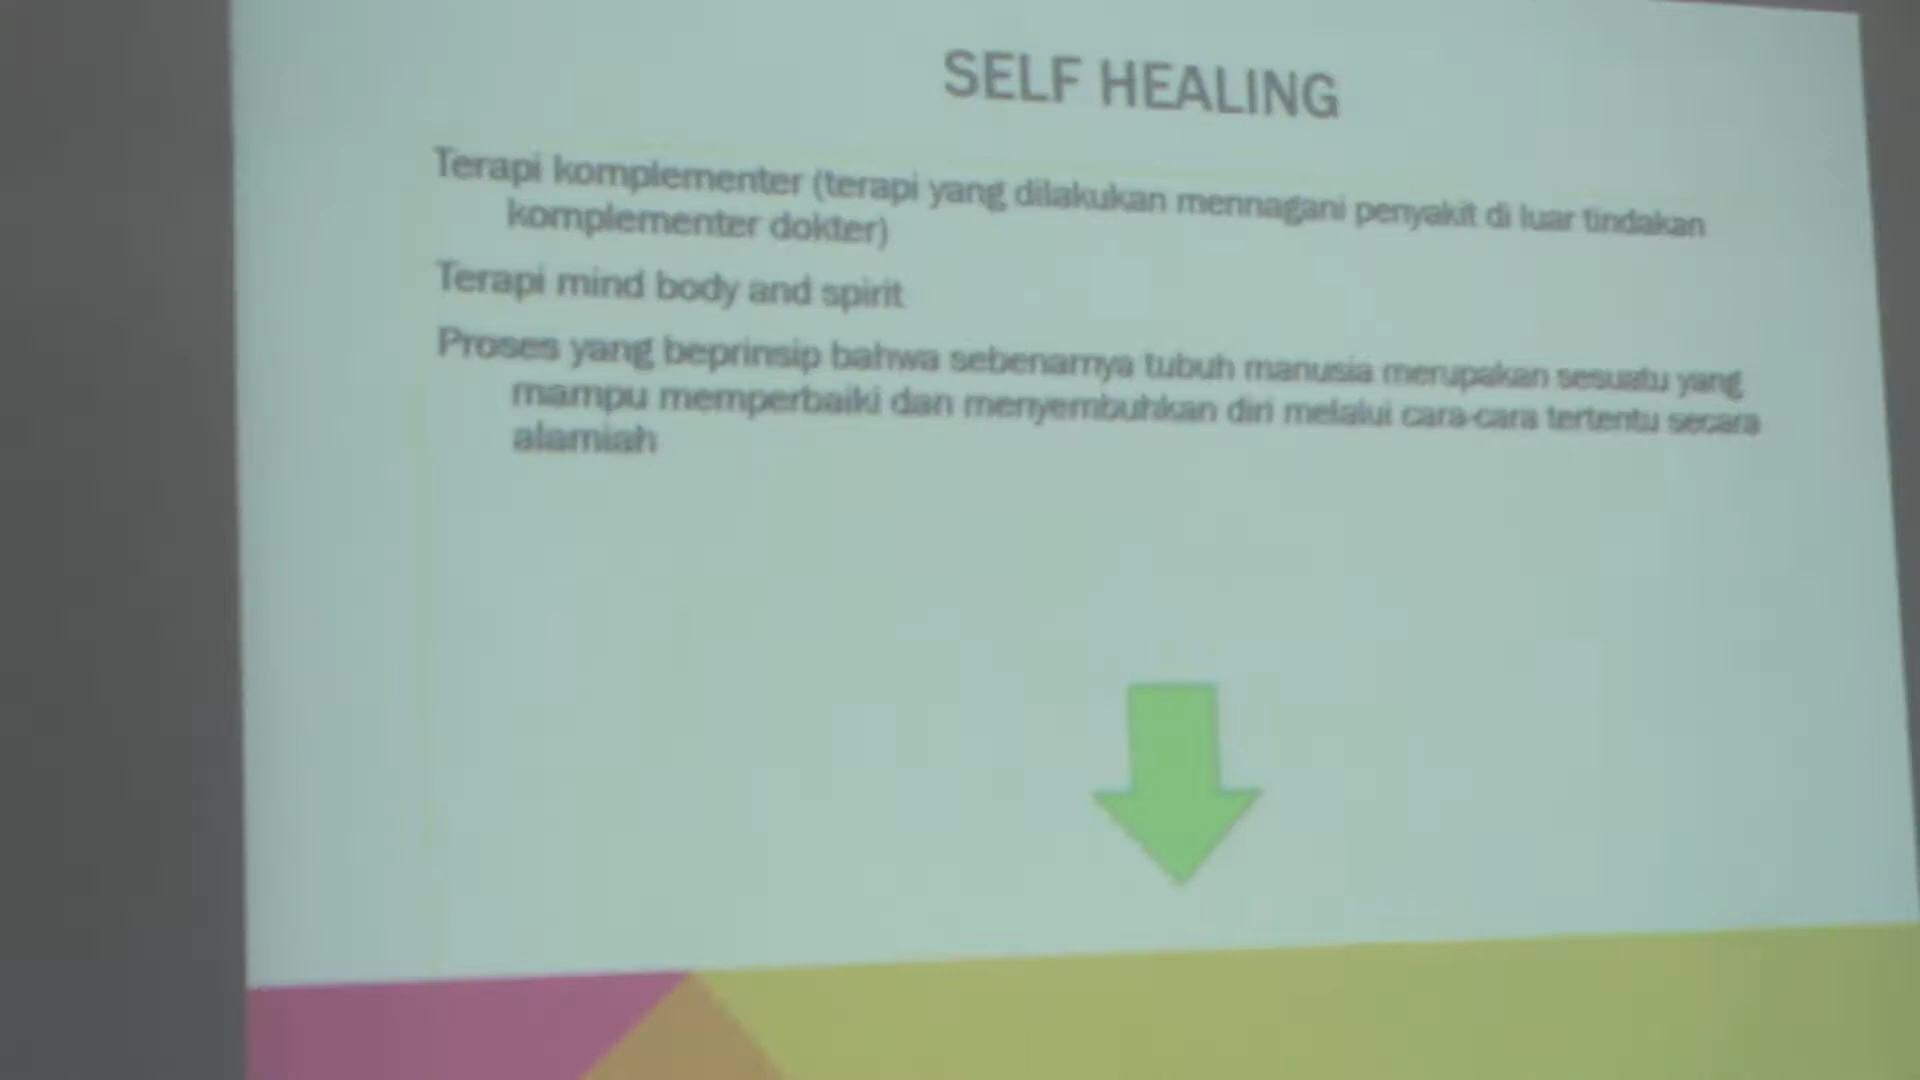 SELF HEALING
Terapi komplementer (terapi yang dilakukan mennagani penyakit di luar tindakan
komplementer dokter)
Terapi mind body and spirit
Proses yang beprinsip bahwa sebenarnya tubuh manusia merupakan sesuatu yang
mampu memperbaiki dan menyembuhkan diri melalui cara-cara tertentu secara
alamiah